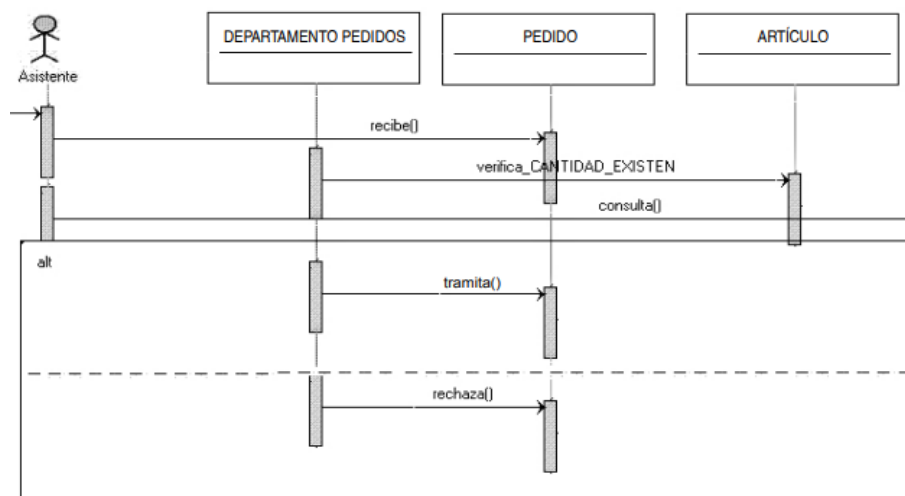 DEPARTAMENTO PEDIDOS
PEDIDO
ARTÍCULO
Asistente
recibe()
verifica_CANTIDAD_EXISTEN
consulta()
alt
tramita()
rechaza()